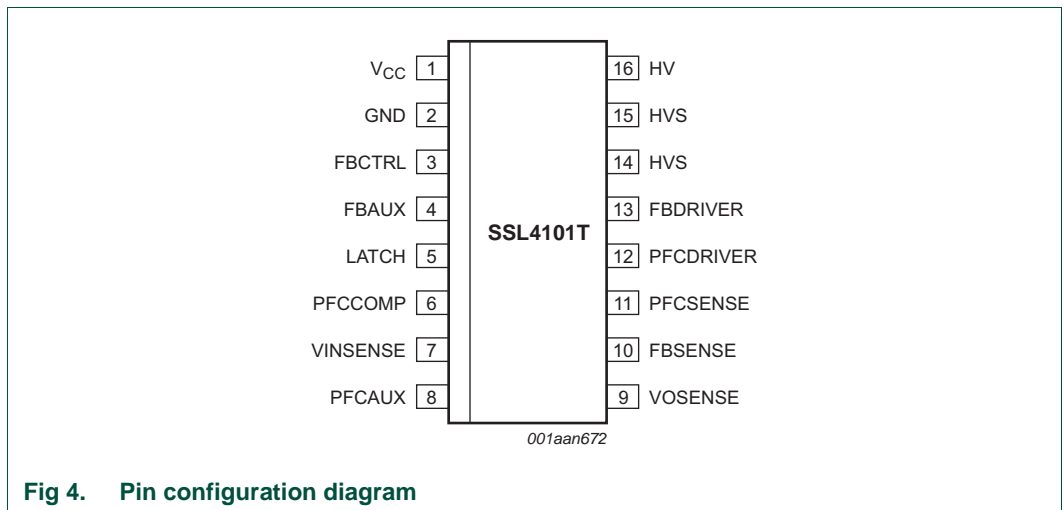 V_CC 1 16 HV
GND 2 15 HVS
FBCTRL 3 14 HVS
FBAUX 4 13 FBDRIVER
SSL4101T
LATCH 5 12 PFCDRIVER
PFCCOMP 6 11 PFCSENSE
VINSENSE 7 10 FBSENSE
PFCAUX 8 9 VOSENSE
001aan672
Fig 4. Pin configuration diagram